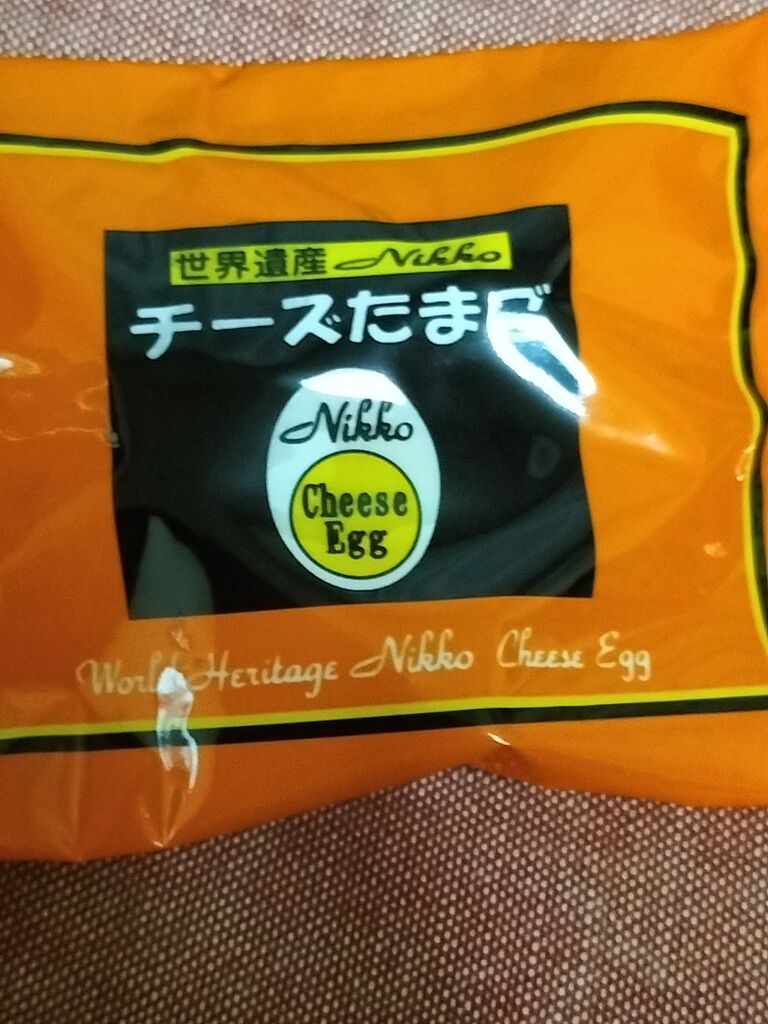 世界遺産 Nikko
チーズたまご
Nikko
Cheese
Egg
World Heritage Nikko Cheese Egg